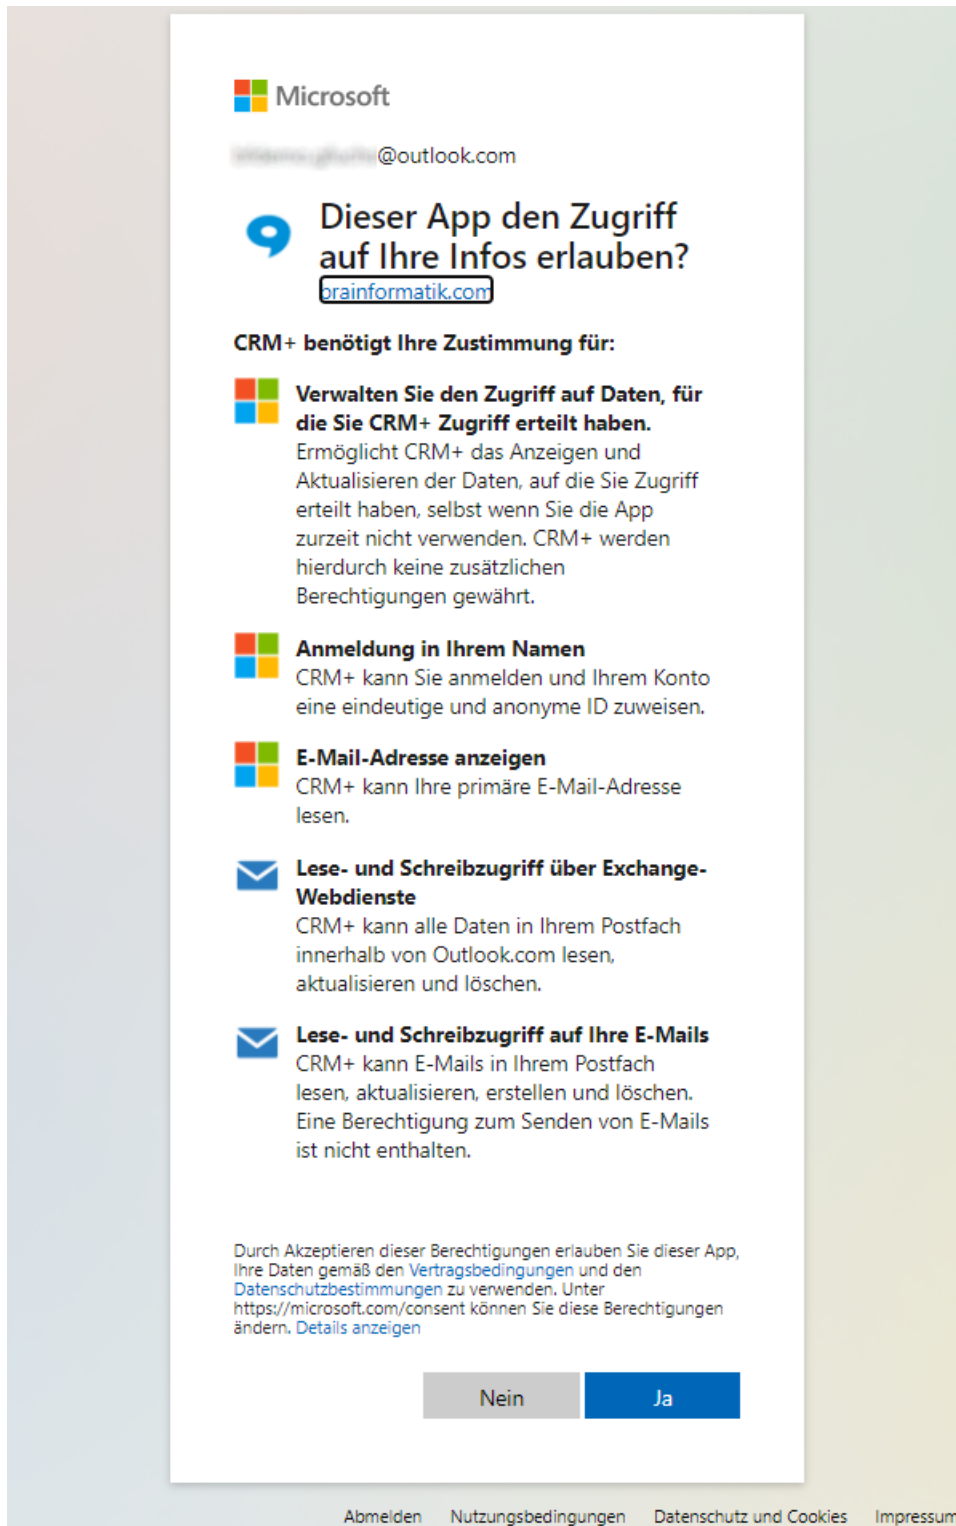 Microsoft
@outlook.com
Dieser App den Zugriff
auf Ihre Infos erlauben?
brainformatik.com
CRM+ benötigt Ihre Zustimmung für:
Verwalten Sie den Zugriff auf Daten, für
die Sie CRM+ Zugriff erteilt haben.
Ermöglicht CRM+ das Anzeigen und
Aktualisieren der Daten, auf die Sie Zugriff
erteilt haben, selbst wenn Sie die App
zurzeit nicht verwenden. CRM+ werden
hierdurch keine zusätzlichen
Berechtigungen gewährt.
Anmeldung in Ihrem Namen
CRM+ kann Sie anmelden und Ihrem Konto
eine eindeutige und anonyme ID zuweisen.
E-Mail-Adresse anzeigen
CRM+ kann Ihre primäre E-Mail-Adresse
lesen.
Lese- und Schreibzugriff über Exchange-
Webdienste
CRM+ kann alle Daten in Ihrem Postfach
innerhalb von Outlook.com lesen,
aktualisieren und löschen.
Lese- und Schreibzugriff auf Ihre E-Mails
CRM+ kann E-Mails in Ihrem Postfach
lesen, aktualisieren, erstellen und löschen.
Eine Berechtigung zum Senden von E-Mails
ist nicht enthalten.
Durch Akzeptieren dieser Berechtigungen erlauben Sie dieser App,
Ihre Daten gemäß den Vertragsbedingungen und den
Datenschutzbestimmungen zu verwenden. Unter
https://microsoft.com/consent können Sie diese Berechtigungen
ändern. Details anzeigen
Nein Ja
Abmelden Nutzungsbedingungen Datenschutz und Cookies Impressum